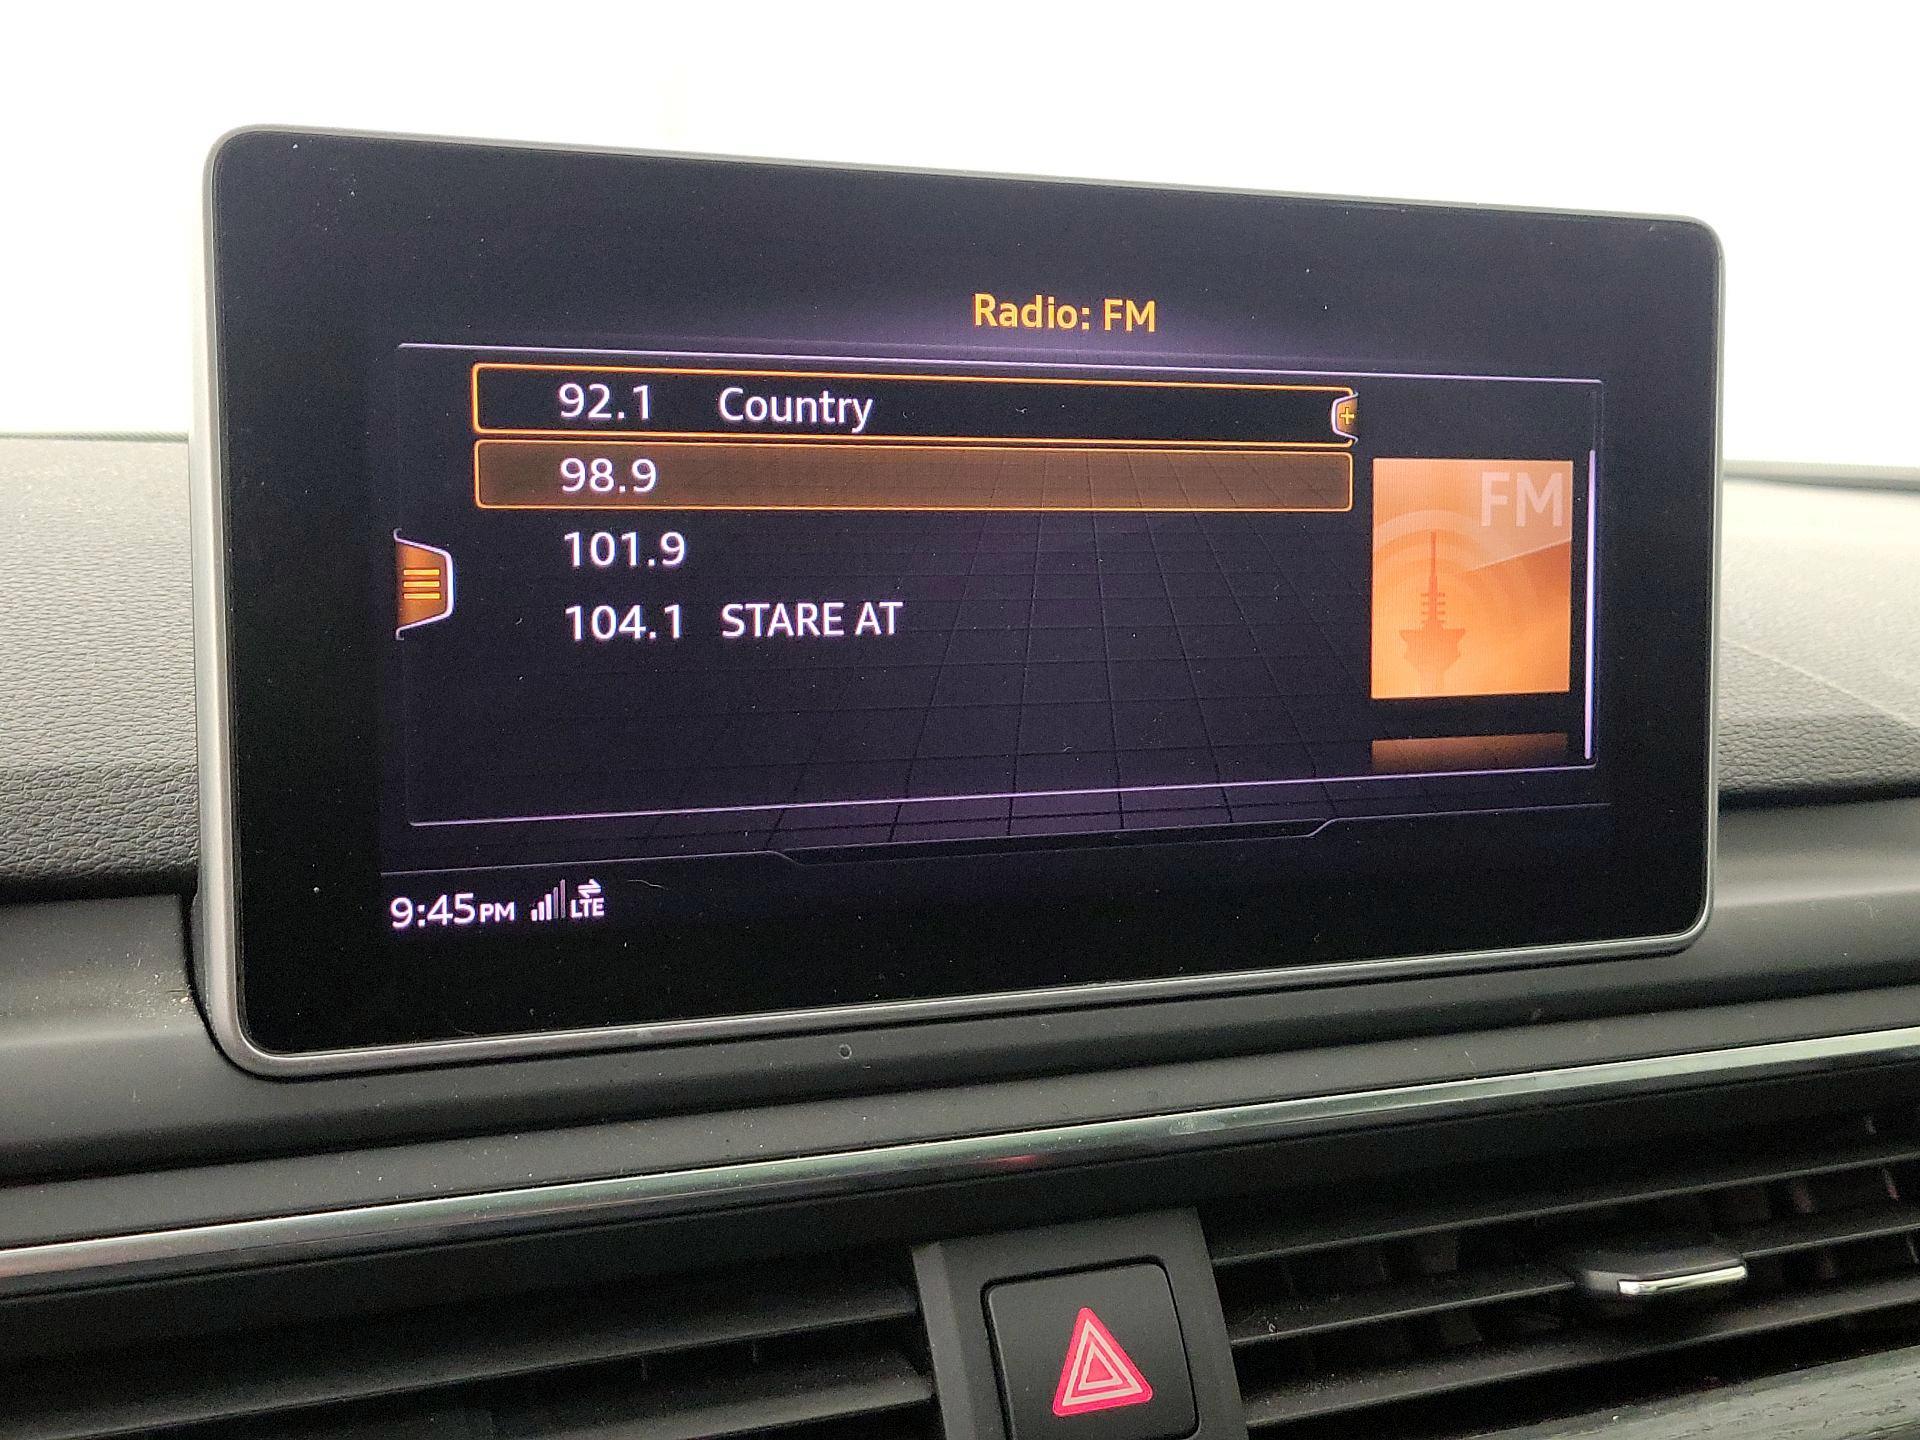 Radio: FM
92.1 Country
98.9
101.9
104.1 STARE AT
FM
9:45PM LTE